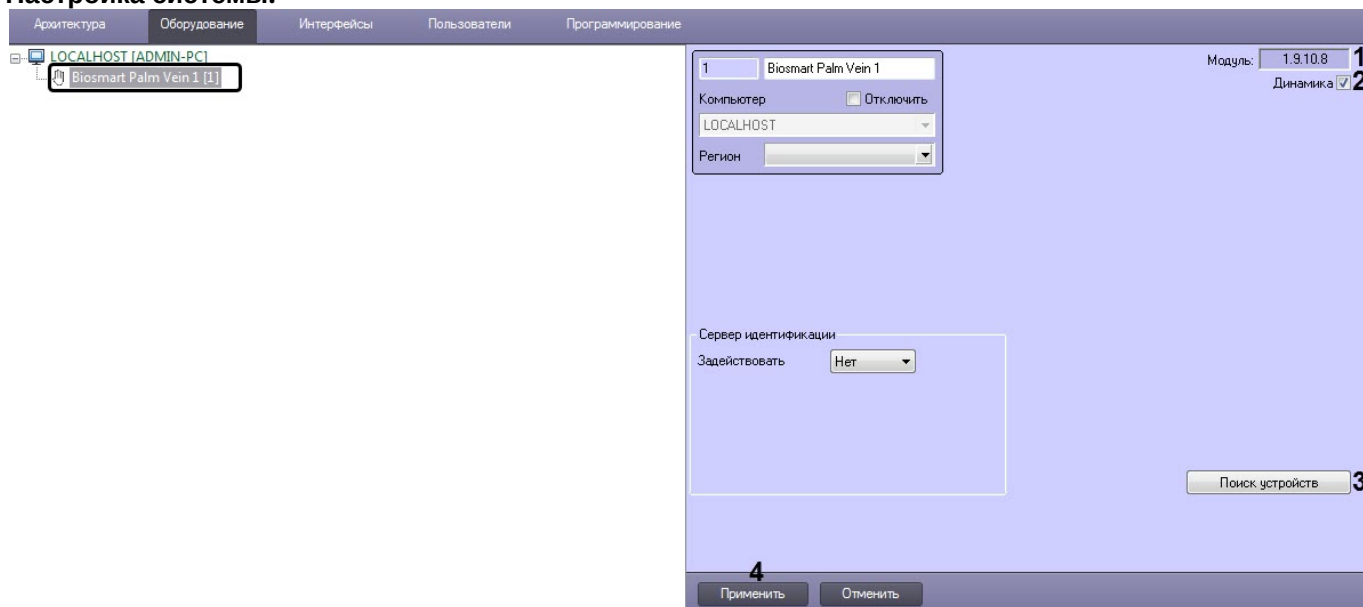 Настройка системы.
Архитектура Оборудование Интерфейсы Пользователи Программирование
LOCALHOST [ADMIN-PC]
Biosmart Palm Vein 1 [1]
1 Biosmart Palm Vein 1
Модуль: 1.9.10.8 1
Динамика 2
Компьютер Отключить
LOCALHOST
Регион
Сервер идентификации
Задействовать Нет
Поиск устройств 3
4
Применить Отменить